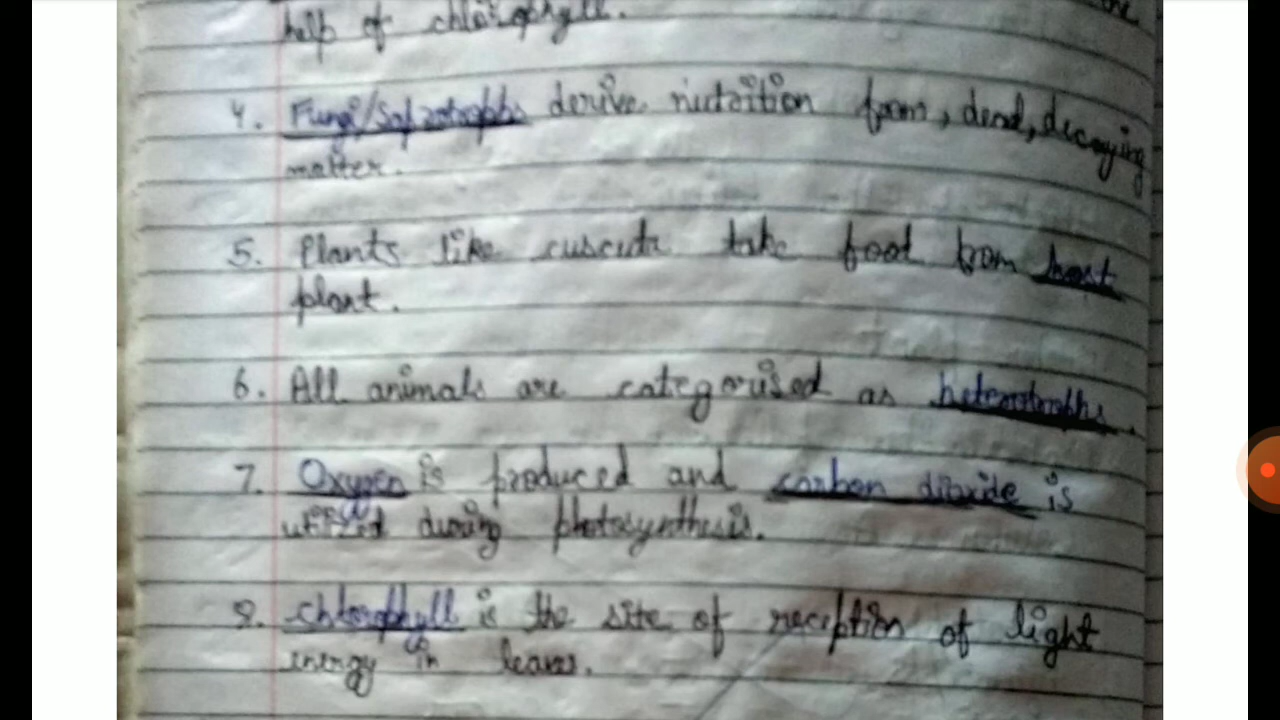 help of chlorophyll.
4. Fungi/Saprotrophs derive nutrition from, dead, decaying
matter.
5. Plants like cuscuta take food from host
plant.
6. All animals are categorised as heterotrophs.
7. Oxygen is produced and carbon dioxide is
utilized during photosynthesis.
8. chlorophyll is the site of reception of light
energy in leaves.